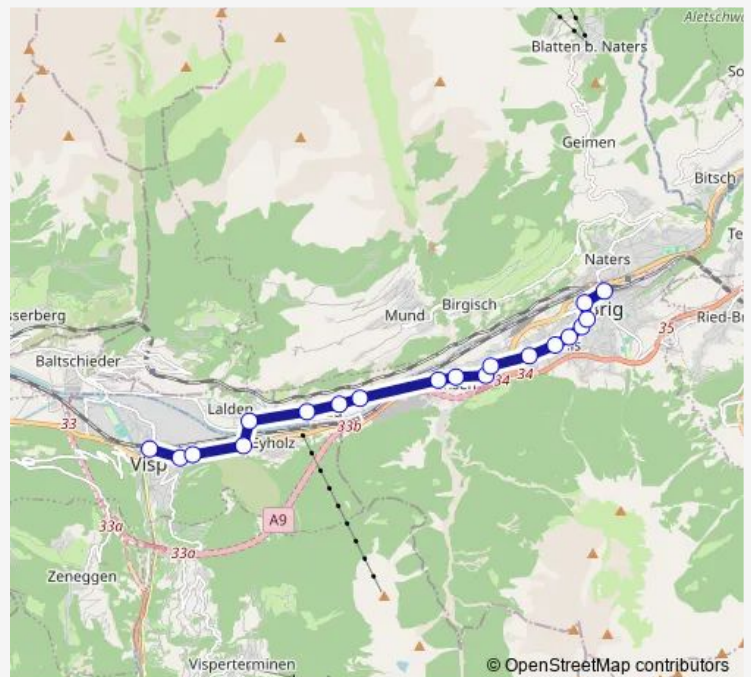 Aletschw
Blatten b. Naters
So
Geimen
Bitsch
Naters
Te
Mund
Birgisch
rig
Ried-Br
sserberg
35
Baltschieder
34
34
33
Lalden
33b
Eyholz
Visp
A9
33a
33a
Zeneggen
Visperterminen
© OpenStreetMap contributors